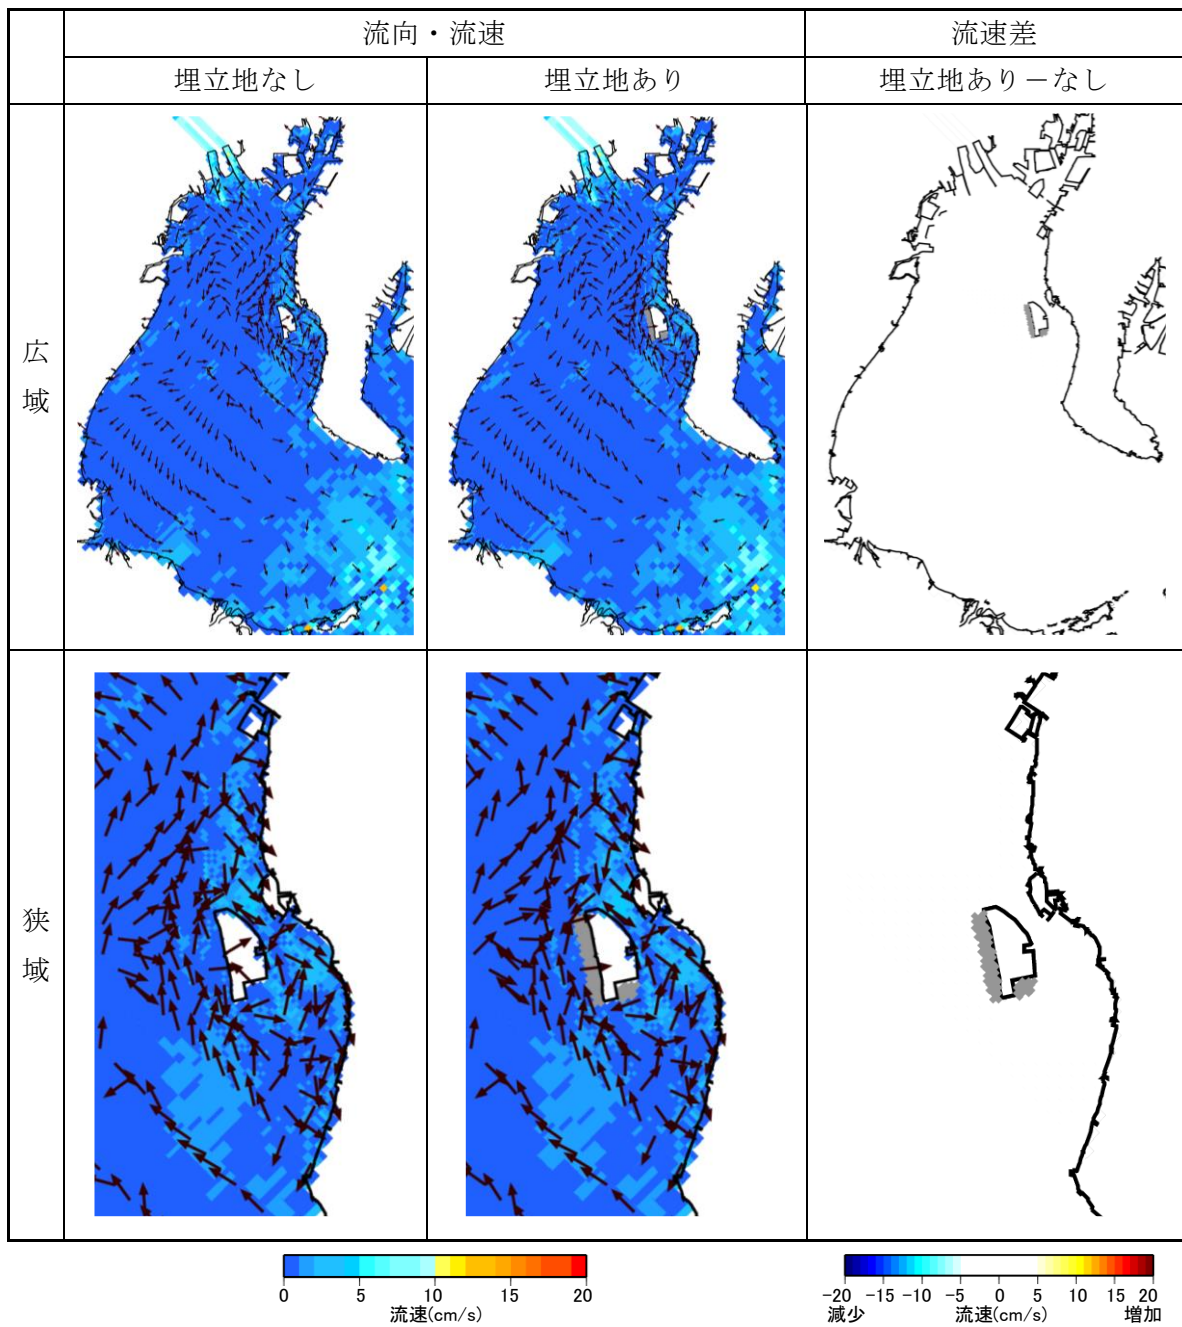 流向・流速
流速差
埋立地なし
埋立地あり
埋立地あり－なし
広域
狭域
0 5 10 15 20
流速(cm/s)
-20 -15 -10 -5 0 5 10 15 20
減少 流速(cm/s) 増加